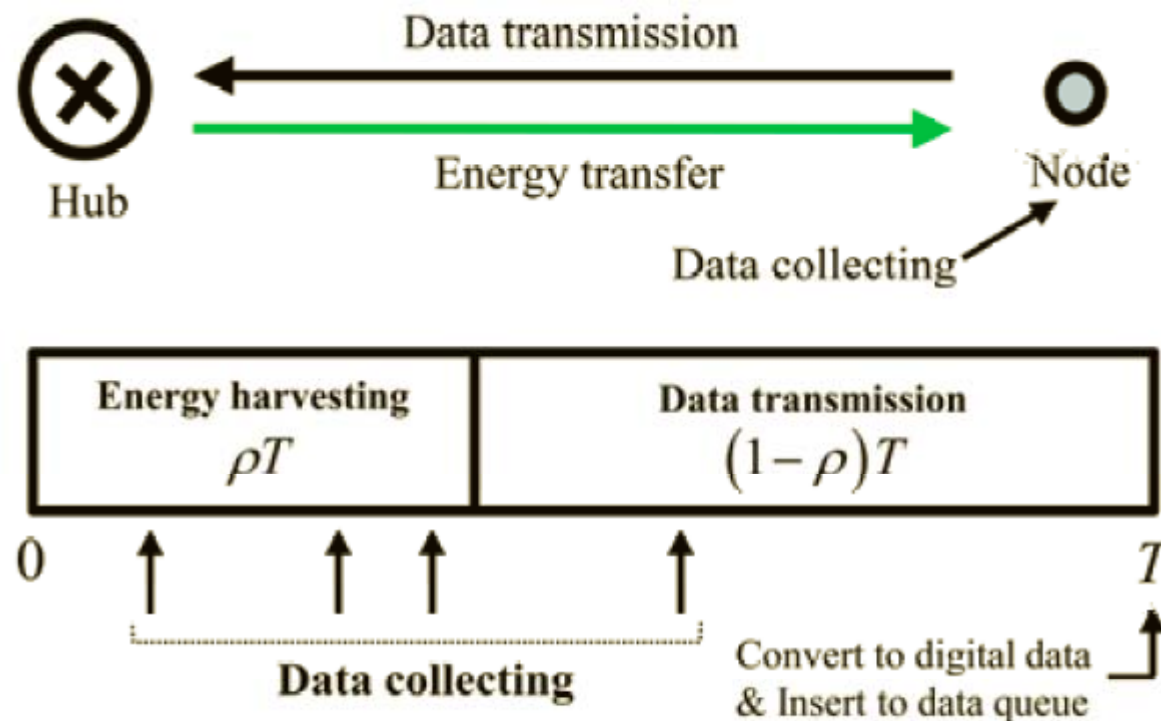 Data transmission
Energy transfer
Hub
Node
Data collecting
Energy harvesting
ρT
Data transmission
(1−ρ)T
0
T
Data collecting
Convert to digital data
& Insert to data queue